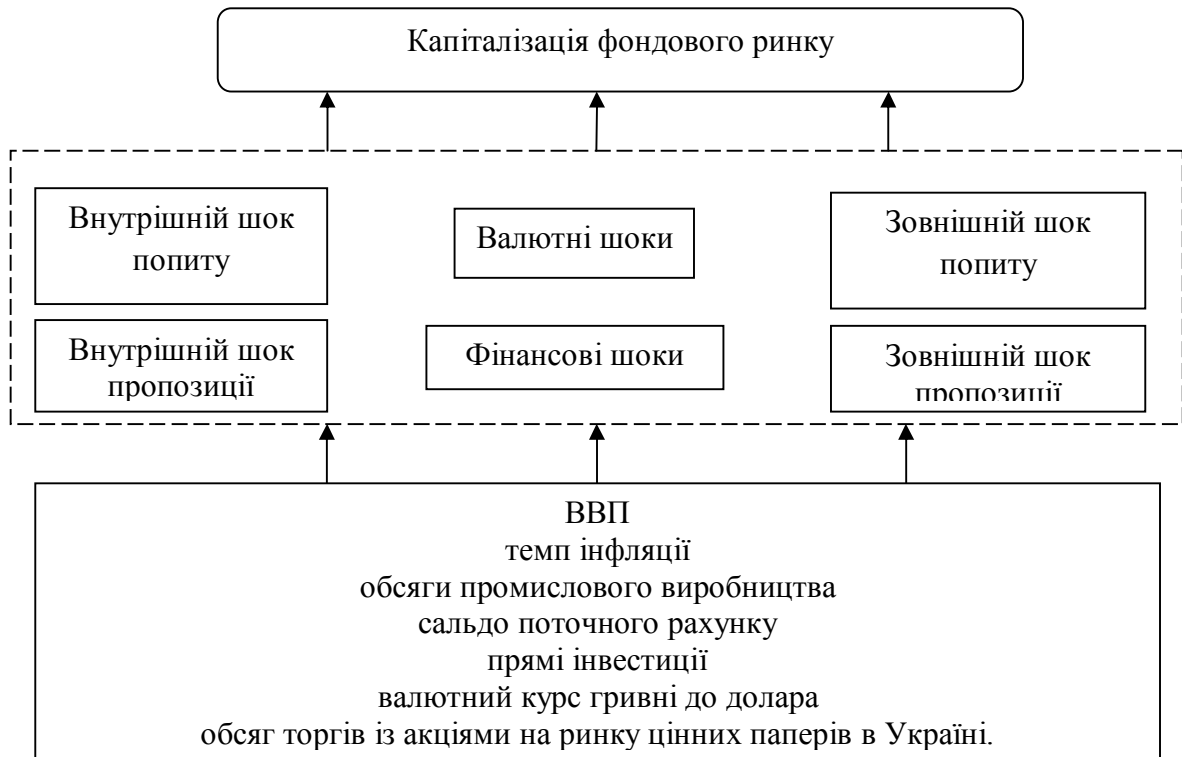 Капіталізація фондового ринку
Внутрішній шок
попиту
Валютні шоки
Зовнішній шок
попиту
Внутрішній шок
пропозиції
Фінансові шоки
Зовнішній шок
пропозиції
ВВП
темп інфляції
обсяги промислового виробництва
сальдо поточного рахунку
прямі інвестиції
валютний курс гривні до долара
обсяг торгів із акціями на ринку цінних паперів в Україні.